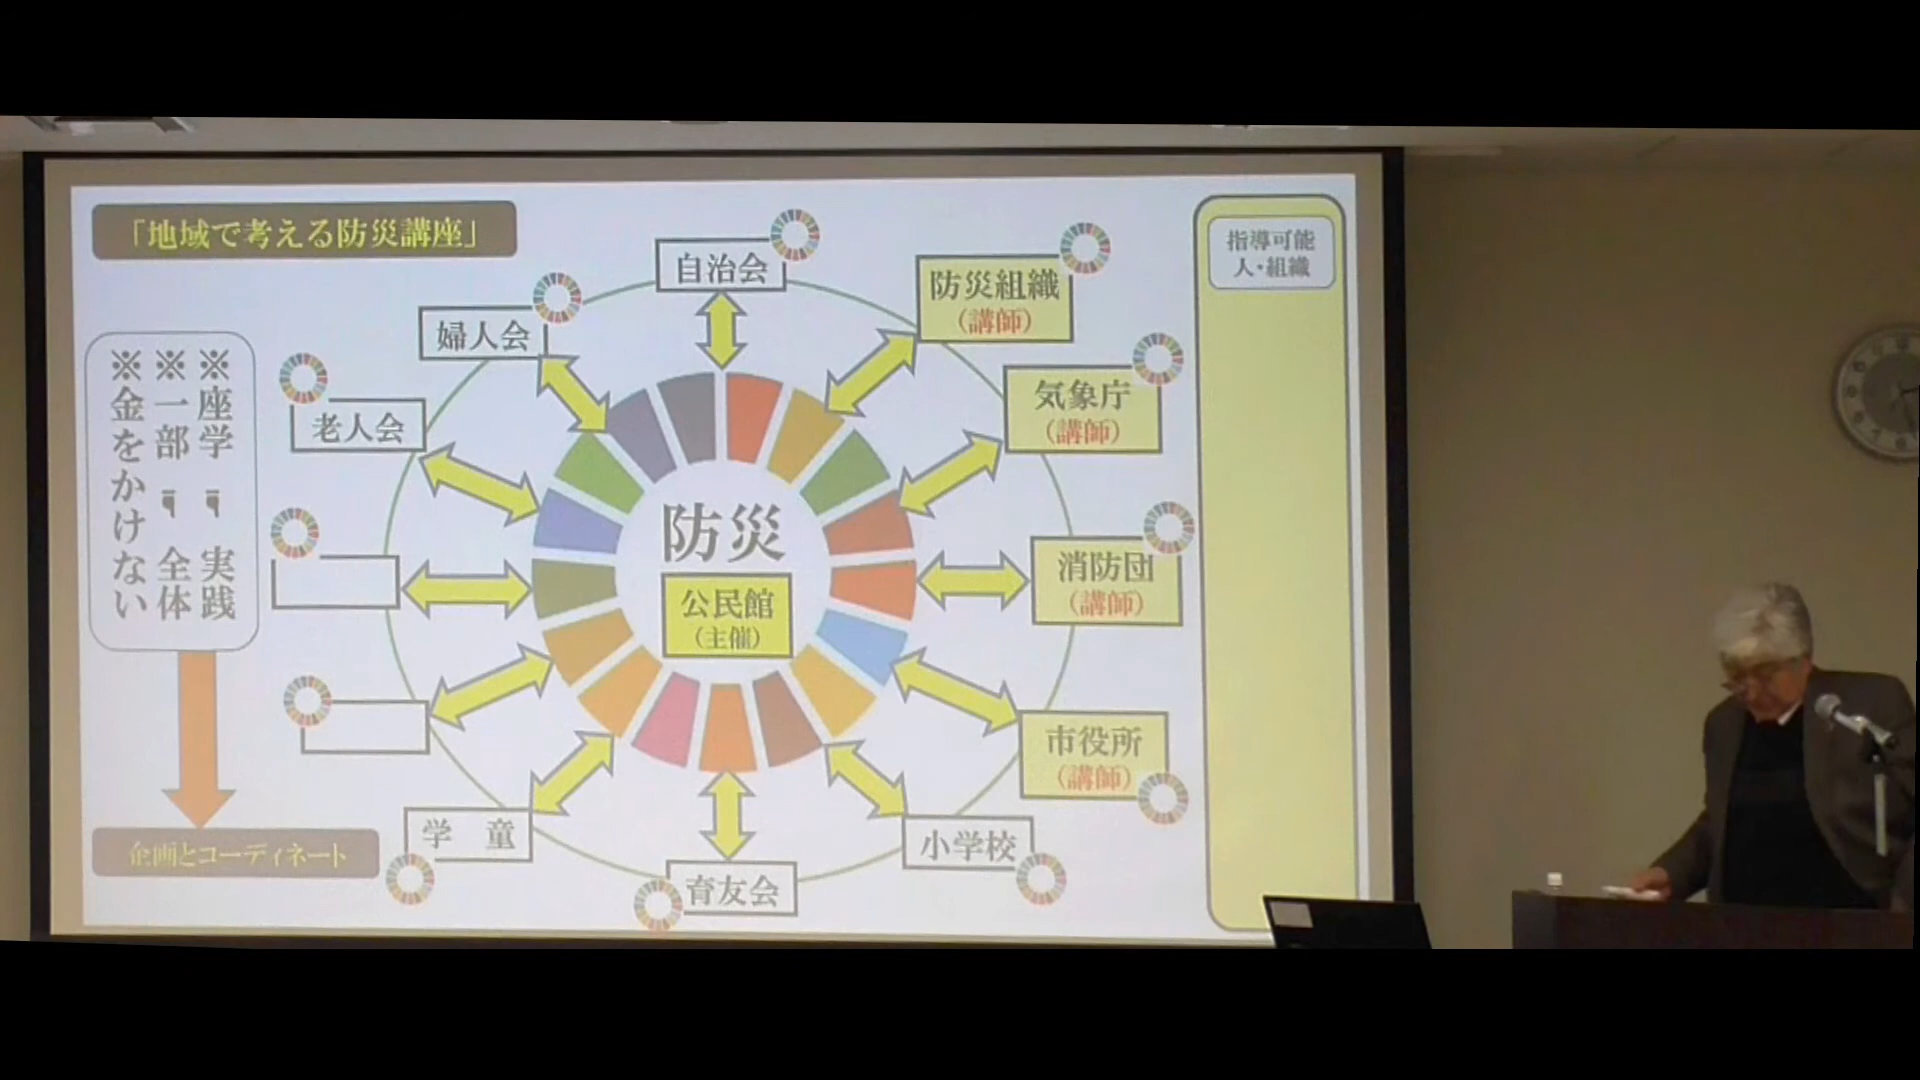 「地域で考える防災講座」
※座学 ➡ 実践
※一部 ➡ 全体
※金をかけない
企画とコーディネート
自治会
防災組織
(講師)
気象庁
(講師)
消防団
(講師)
市役所
(講師)
小学校
育友会
学 童
老人会
婦人会
防災
公民館
(主催)
指導可能
人・組織